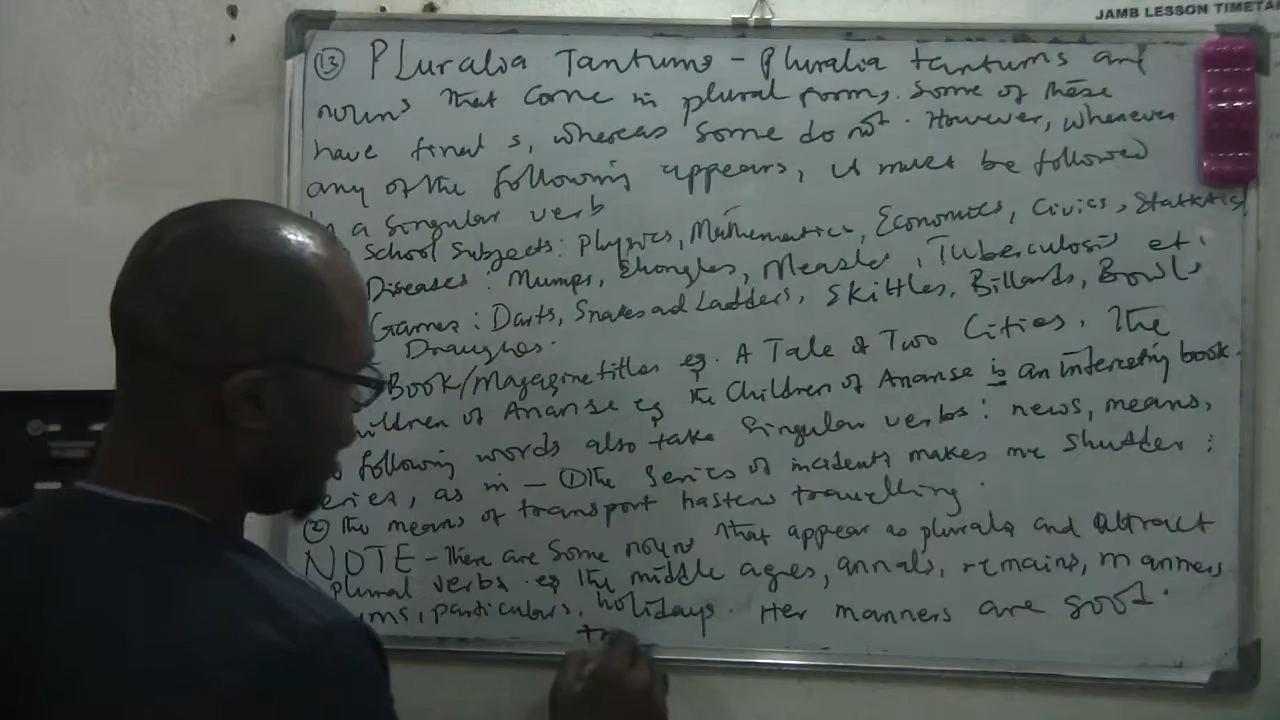 JAMB LESSON TIMETA
⑬ Pluralia Tantums - Pluralia tantums are
nouns that come in plural forms. Some of these
have final s, whereas some do not. However, whenever
any of the following appears, it must be followed
a singular verb
School Subjects: Physics, Mathematics, Economics, Civics, Statistics
Diseases: Mumps, Shingles, Measles, Tuberculosis etc.
Games: Darts, Snakes and Ladders, Skittles, Billards, Bowls
Draughts.
Book/Magazine titles eg. A Tale of Two Cities. The
ildren of Ananse eg the Children of Ananse is an interesting book.
following words also take singular verbs: news, means,
eries, as in - ① The series of incidents makes me shudder;
② The means of transport hastens travelling.
NOTE - There are some nouns that appear as plurals and attract
plural verbs. eg the middle ages, annals, remains, manners
ms, particulars, holidays. Her manners are good.